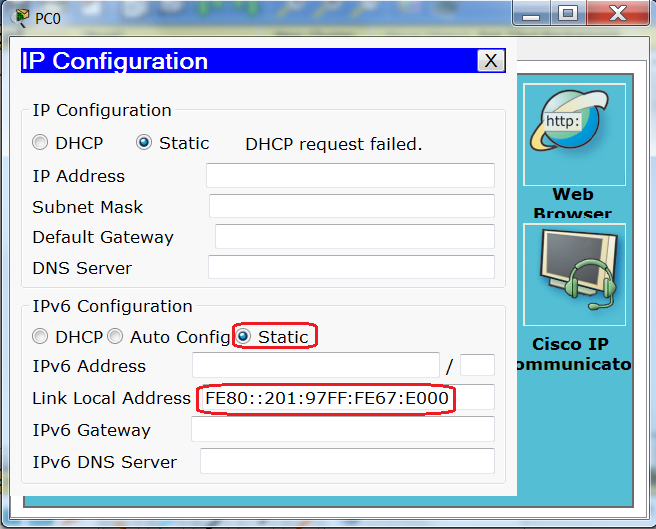 PC0
IP Configuration X
IP Configuration
DHCP Static DHCP request failed.
IP Address
Subnet Mask
Default Gateway
DNS Server
IPv6 Configuration
DHCP Auto Config Static
IPv6 Address /
Link Local Address FE80::201:97FF:FE67:E000
IPv6 Gateway
IPv6 DNS Server
http:
Web
Browser
Cisco IP
ommunicato